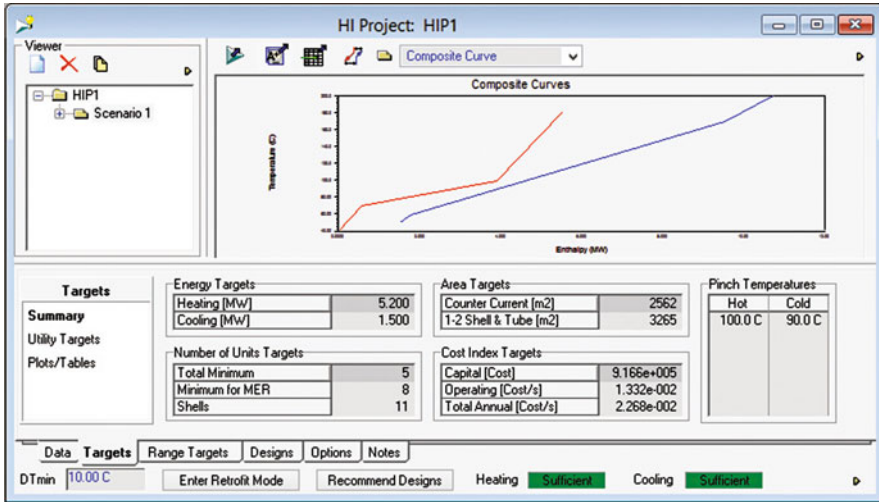 HI Project: HIP1
Viewer
HIP1
Scenario 1
Composite Curve
Composite Curves
Temperature (C)
Enthalpy (MW)
Targets
Summary
Utility Targets
Plots/Tables
Energy Targets
Heating [MW] 5.200
Cooling [MW] 1.500
Number of Units Targets
Total Minimum 5
Minimum for MER 8
Shells 11
Area Targets
Counter Current [m2] 2562
1-2 Shell & Tube [m2] 3265
Cost Index Targets
Capital [Cost] 9.166e+005
Operating [Cost/s] 1.332e-002
Total Annual [Cost/s] 2.268e-002
Pinch Temperatures
Hot Cold
100.0 C 90.0 C
Data Targets Range Targets Designs Options Notes
DTmin 10.00 C Enter Retrofit Mode Recommend Designs Heating Sufficient Cooling Sufficient